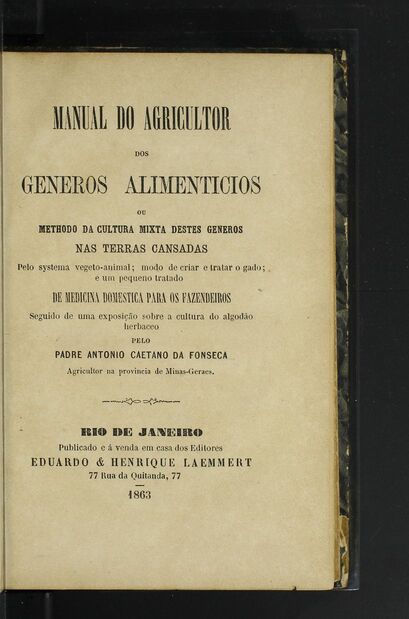 MANUAL DO AGRICULTOR
DOS
GENEROS ALIMENTICIOS
OU
METHODO DA CULTURA MIXTA DESTES GENEROS
NAS TERRAS CANSADAS
Pelo systema vegeto-animal; modo de criar e tratar o gado;
e um pequeno tratado
DE MEDICINA DOMESTICA PARA OS FAZENDEIROS
Seguido de uma exposição sobre a cultura do algodão
herbaceo
PELO
PADRE ANTONIO CAETANO DA FONSECA
Agricultor na provincia de Minas-Geraes.
RIO DE JANEIRO
Publicado e á venda em casa dos Editores
EDUARDO & HENRIQUE LAEMMERT
77 Rua da Quitanda, 77
1863